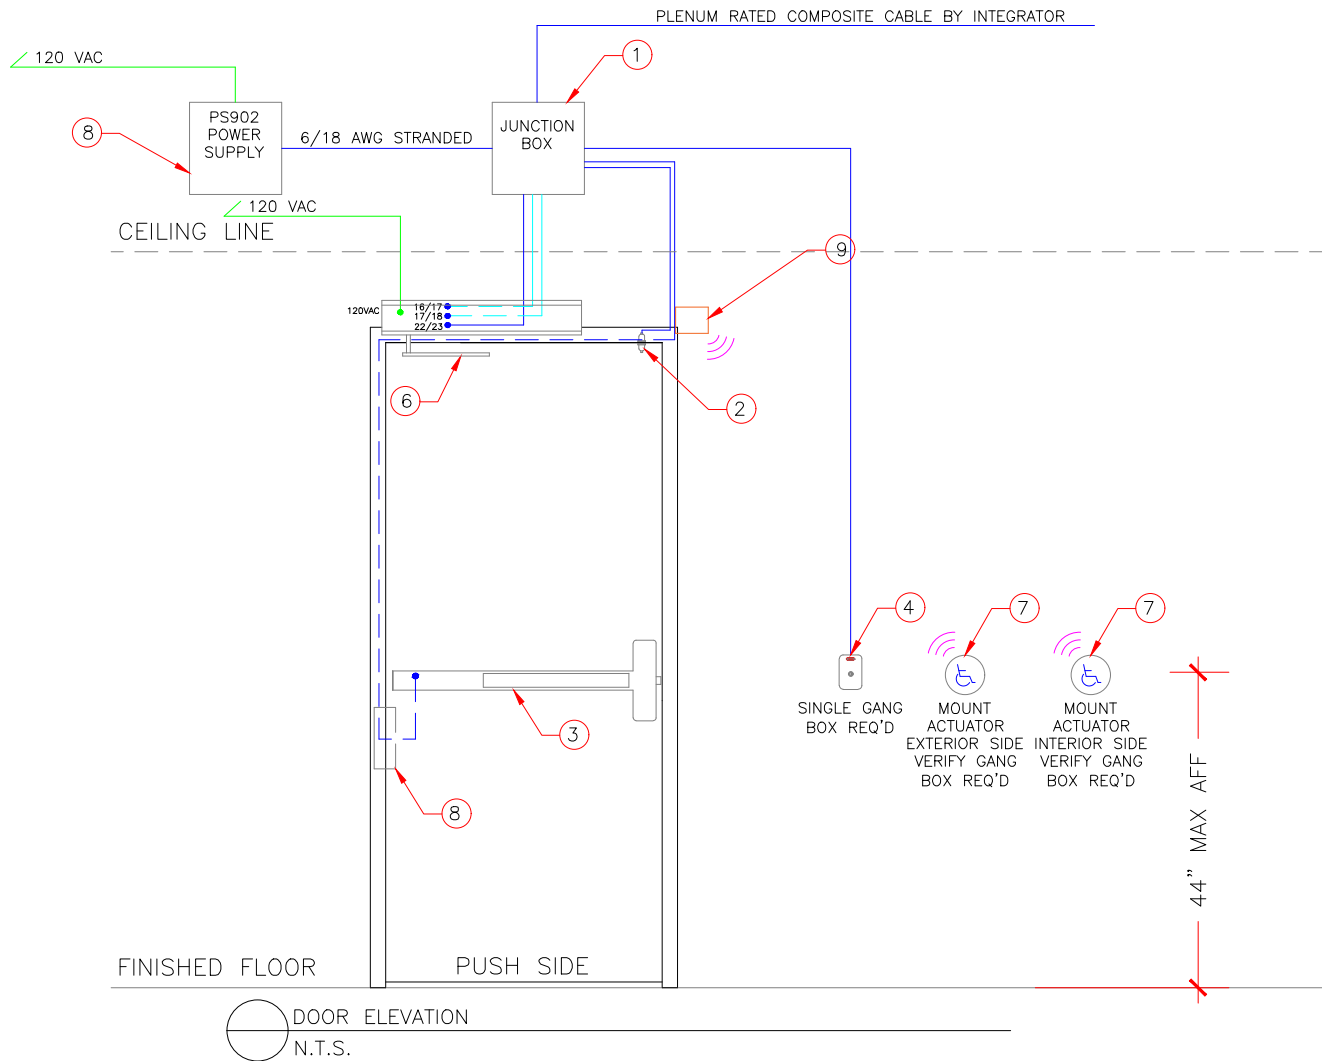 PLENUM RATED COMPOSITE CABLE BY INTEGRATOR
120 VAC
1
8
PS902
POWER
SUPPLY
6/18 AWG STRANDED
JUNCTION
BOX
120 VAC
CEILING LINE
9
120VAC
16/17
17/18
22/23
6
2
4
7
7
3
SINGLE GANG
BOX REQ'D
MOUNT
ACTUATOR
EXTERIOR SIDE
VERIFY GANG
BOX REQ'D
MOUNT
ACTUATOR
INTERIOR SIDE
VERIFY GANG
BOX REQ'D
8
44" MAX AFF
FINISHED FLOOR
PUSH SIDE
DOOR ELEVATION
N.T.S.